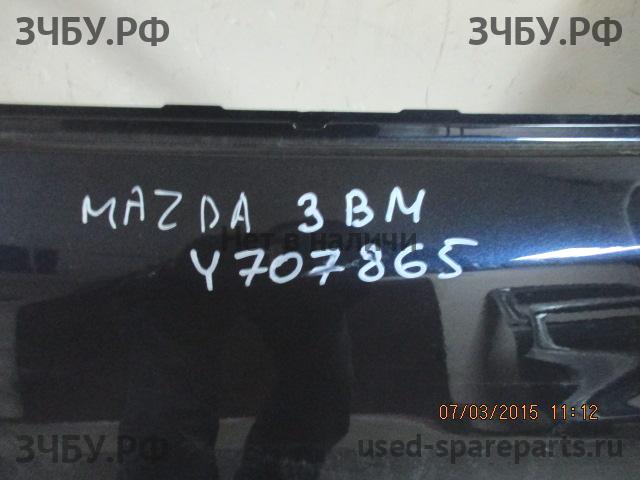 ЗЧБУ.РФ ЗЧБУ.РФ
MAZDA 3 BM
Нет в наличи
Y707865
07/03/2015 11:12
ЗЧБУ.РФ used-spareparts.ru